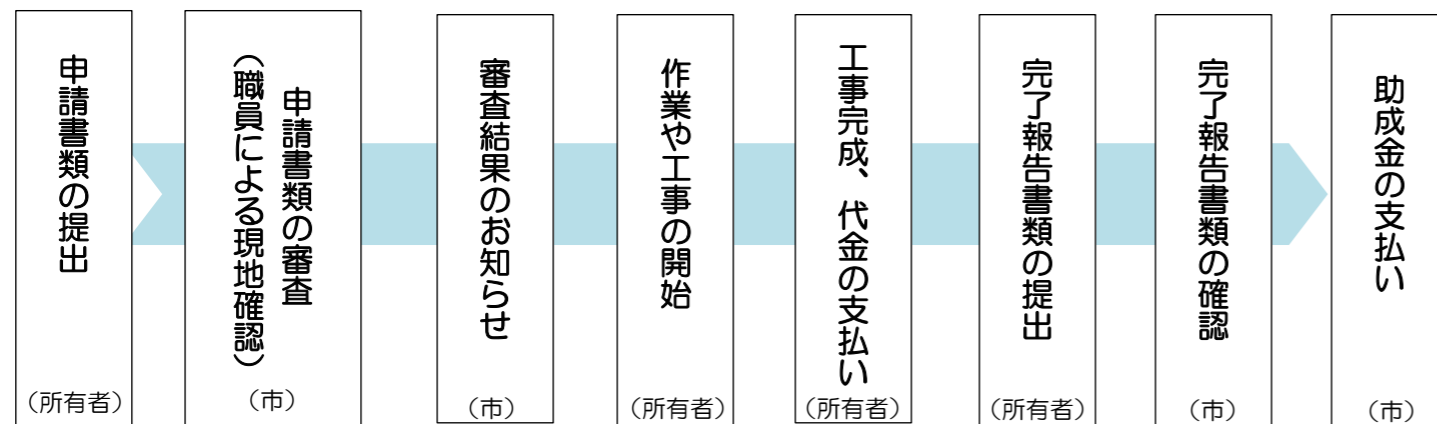 申請書類の提出
(所有者)
申請書類の審査
(職員による現地確認)
(市)
審査結果のお知らせ
(市)
作業や工事の開始
(所有者)
工事完成、代金の支払い
(所有者)
完了報告書類の提出
(所有者)
完了報告書類の確認
(市)
助成金の支払い
(市)